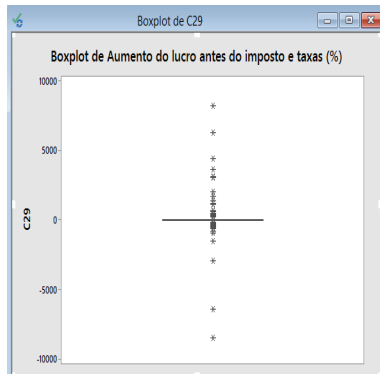 Boxplot de C29
Boxplot de Aumento do lucro antes do imposto e taxas (%)
10000
5000
0
-5000
-10000
C29